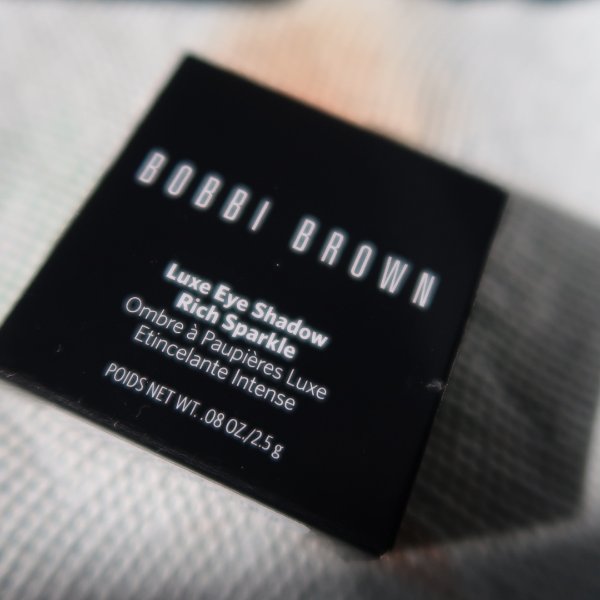 BOBBI BROWN
Luxe Eye Shadow
Rich Sparkle
Ombre à Paupières Luxe
Etincelante Intense
POIDS NET WT. .08 OZ./2.5 g